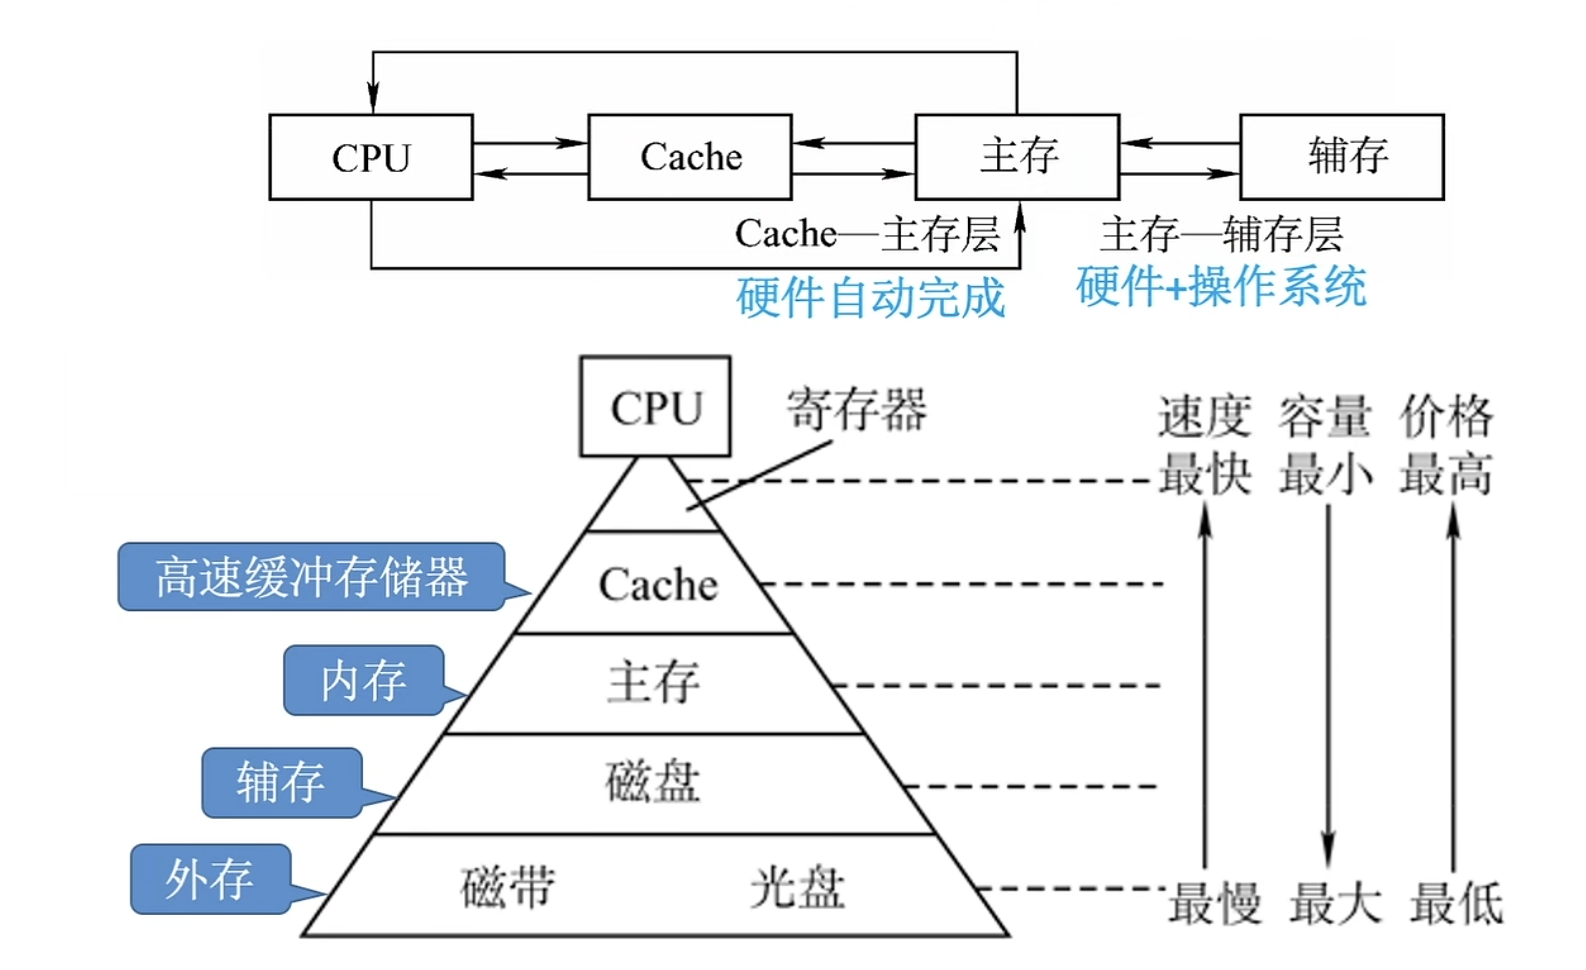 CPU
Cache
主存
辅存
Cache—主存层
主存—辅存层
硬件自动完成
硬件+操作系统
CPU
寄存器
速度 容量 价格
最快 最小 最高
高速缓冲存储器
Cache
内存
主存
辅存
磁盘
外存
磁带
光盘
最慢 最大 最低